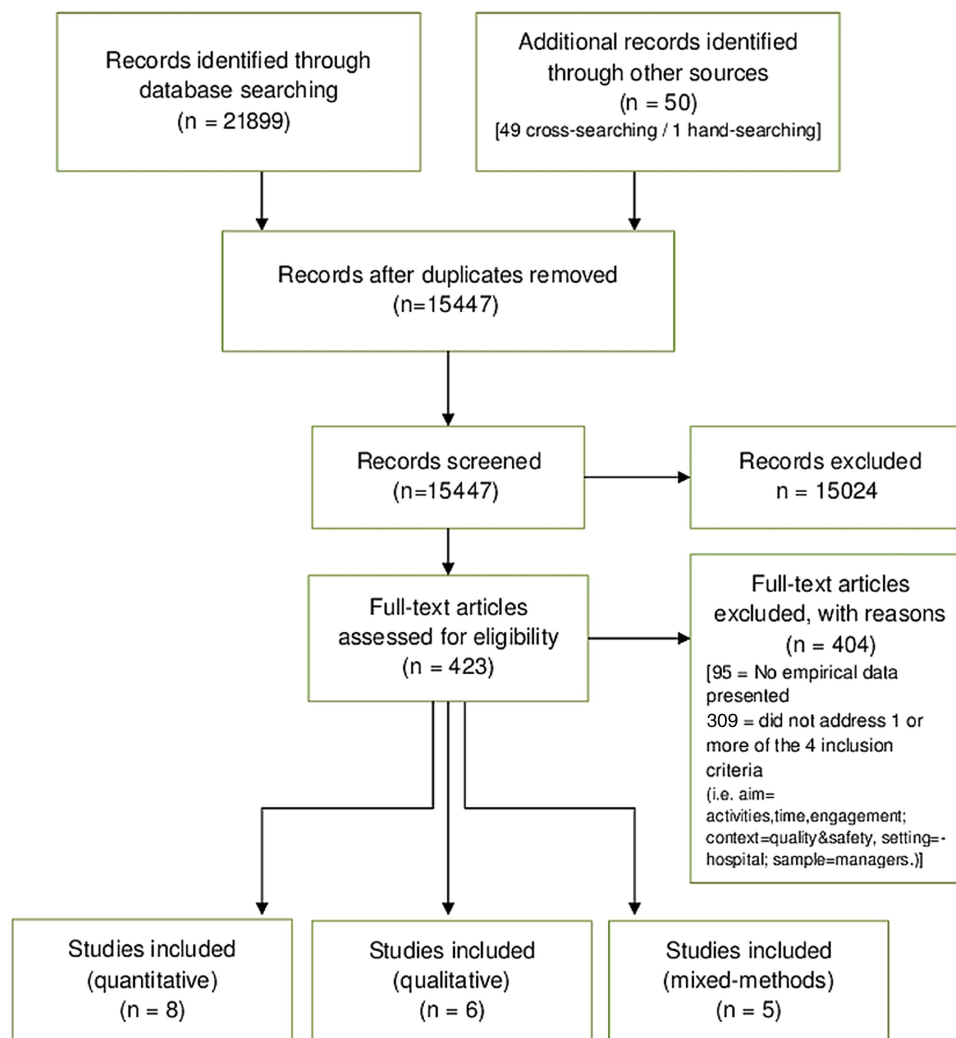 Records identified through
database searching
(n = 21899)
Additional records identified
through other sources
(n = 50)
[49 cross-searching / 1 hand-searching]
Records after duplicates removed
(n=15447)
Records screened
(n=15447)
Records excluded
n = 15024
Full-text articles
assessed for eligibility
(n = 423)
Full-text articles
excluded, with reasons
(n = 404)
[95 = No empirical data
presented
309 = did not address 1 or
more of the 4 inclusion
criteria
(i.e. aim=
activities,time,engagement;
context=quality&safety, setting=-
hospital; sample=managers.)]
Studies included
(quantitative)
(n = 8)
Studies included
(qualitative)
(n = 6)
Studies included
(mixed-methods)
(n = 5)